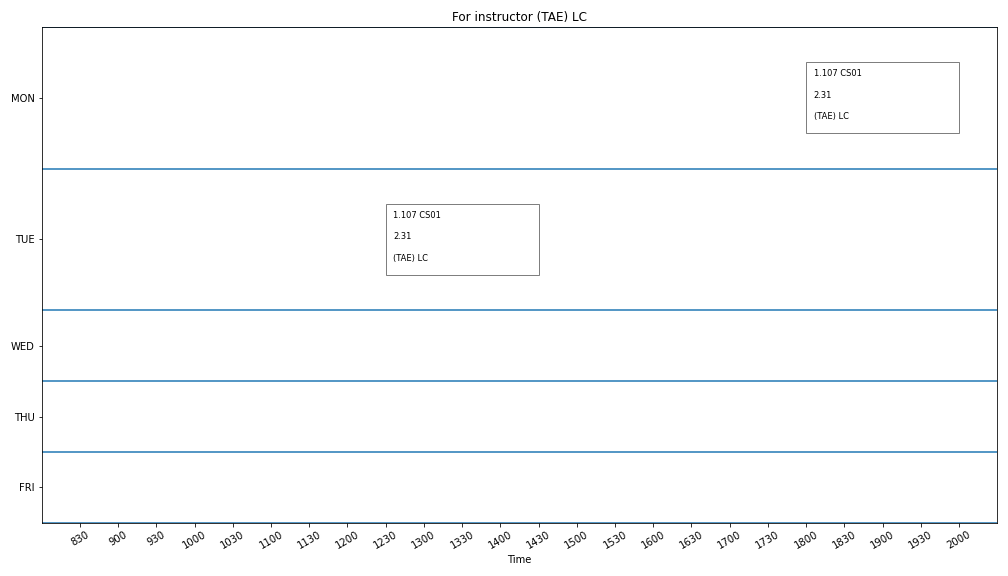 For instructor (TAE) LC
MON
1.107 CS01
2.31
(TAE) LC
TUE
1.107 CS01
2.31
(TAE) LC
WED
THU
FRI
830 900 930 1000 1030 1100 1130 1200 1230 1300 1330 1400 1430 1500 1530 1600 1630 1700 1730 1800 1830 1900 1930 2000
Time